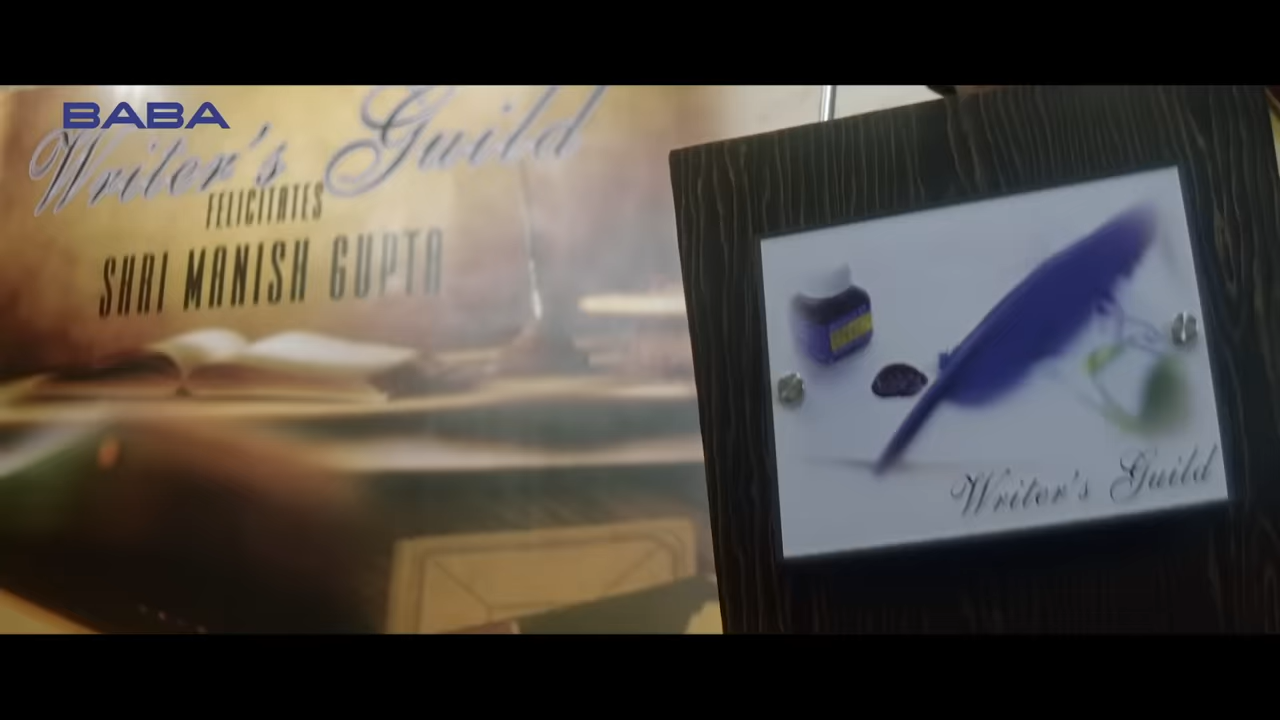 BABA
Writer's Guild
FELICITATES
SHRI MANISH GUPTA
Writer's Guild